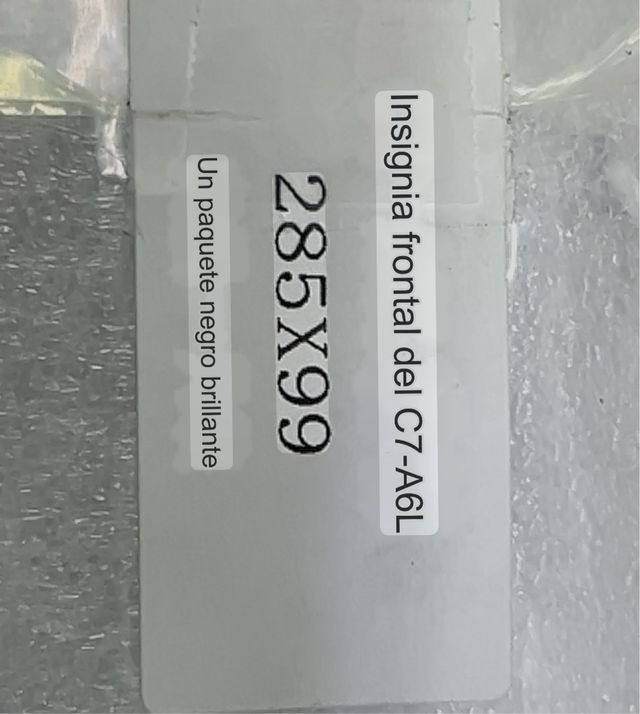 Insignia frontal del C7-A6L
285X99
Un paquete negro brillante